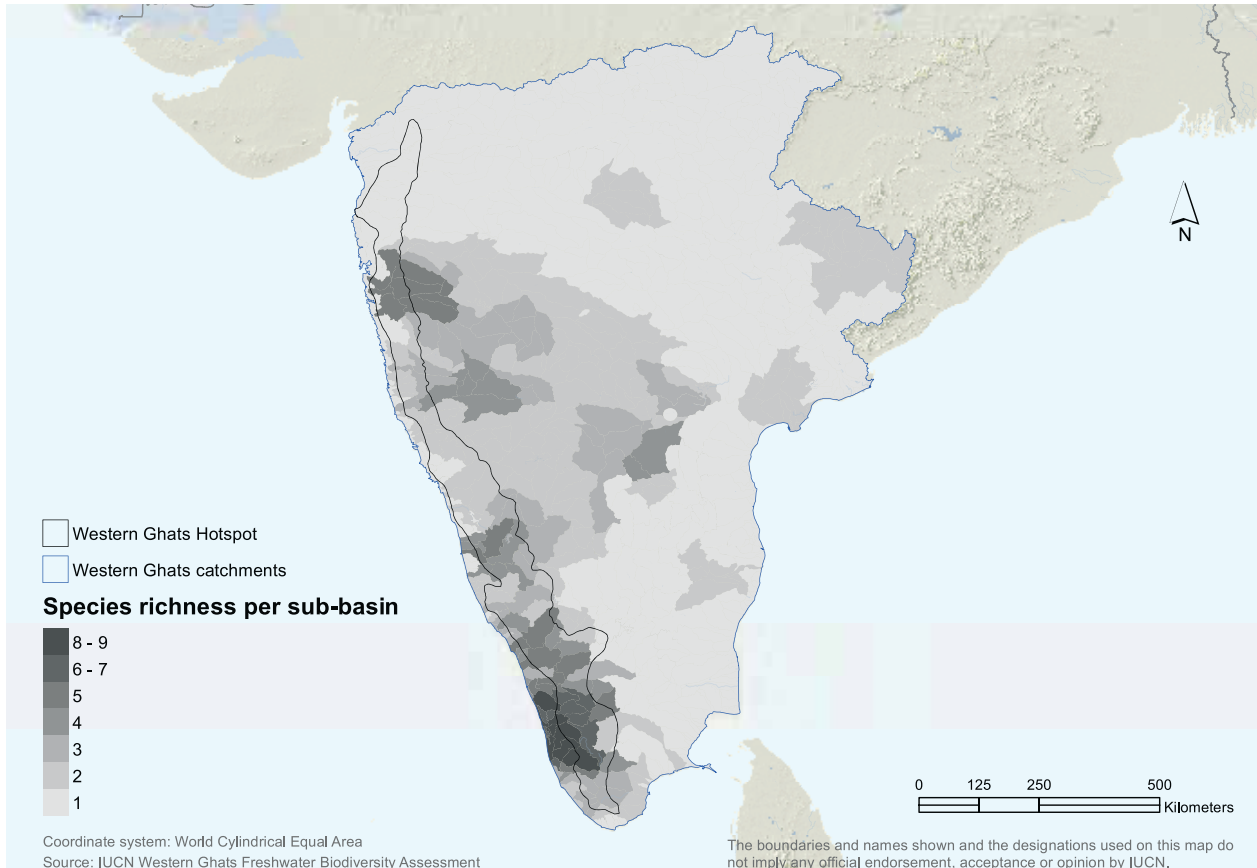 N
Western Ghats Hotspot
Western Ghats catchments
Species richness per sub-basin
8 - 9
6 - 7
5
4
3
2
1
0 125 250 500
Kilometers
Coordinate system: World Cylindrical Equal Area
Source: IUCN Western Ghats Freshwater Biodiversity Assessment
The boundaries and names shown and the designations used on this map do
not imply any official endorsement, acceptance or opinion by IUCN.